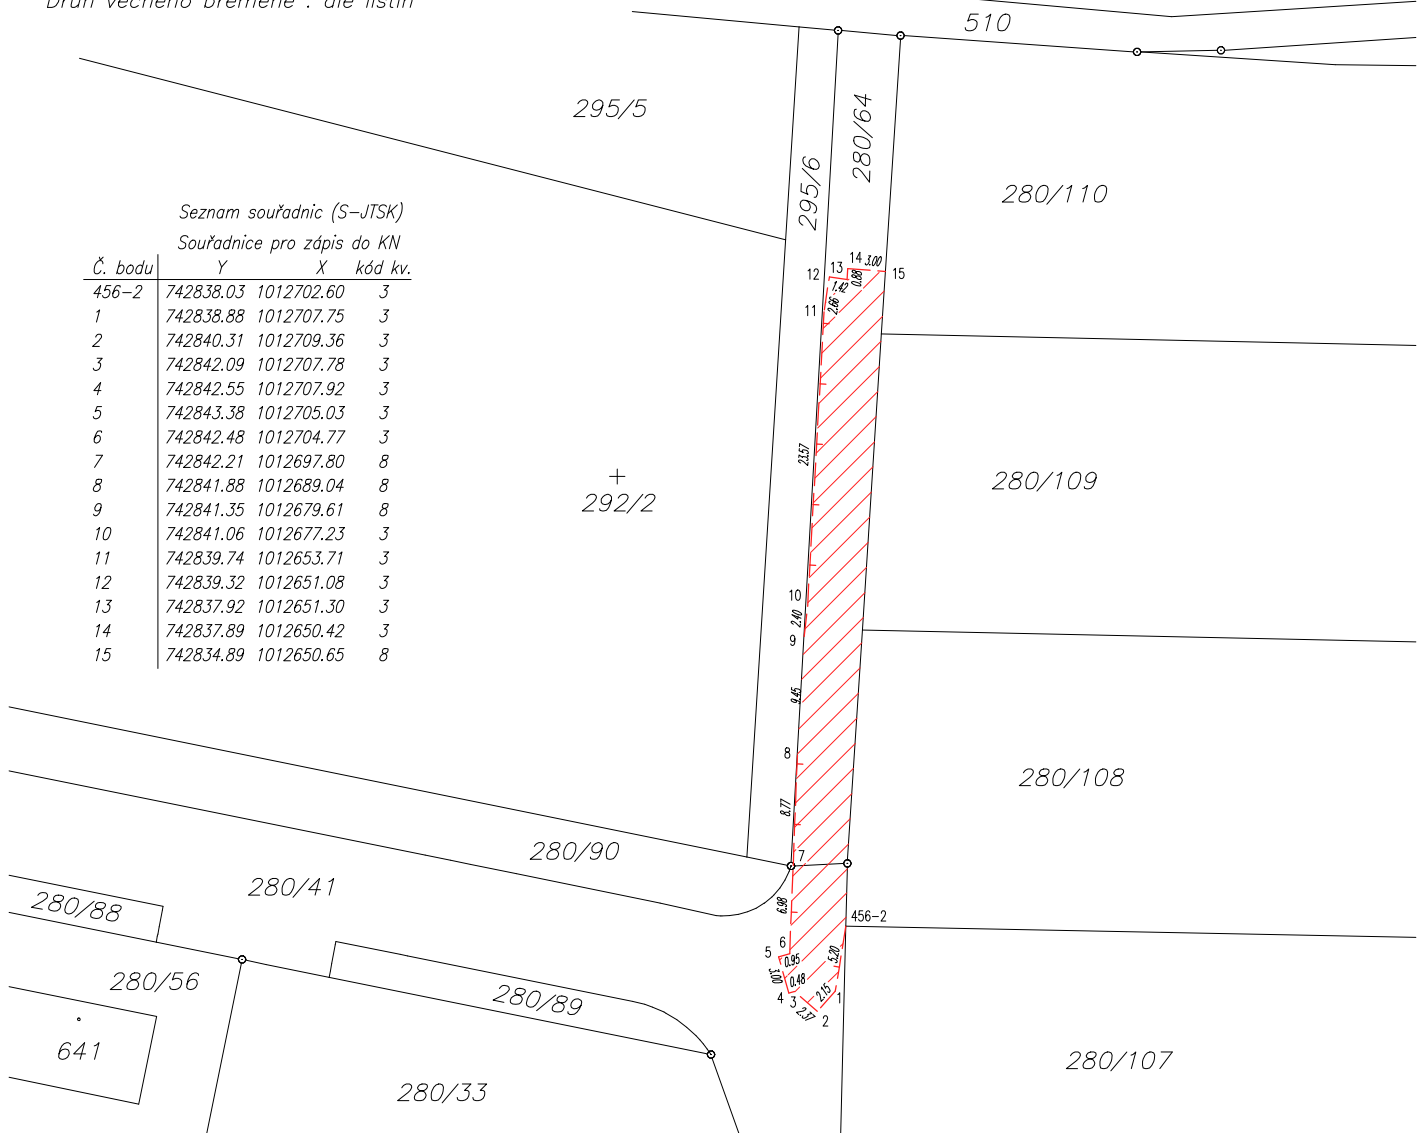 Druh věcného břemene : dle listin
510
295/5
280/64
295/6
280/110
Seznam souřadnic (S-JTSK)
Souřadnice pro zápis do KN
Č. bodu Y X kód kv.
456-2 742838.03 1012702.60 3
1 742838.88 1012707.75 3
2 742840.31 1012709.36 3
3 742842.09 1012707.78 3
4 742842.55 1012707.92 3
5 742843.38 1012705.03 3
6 742842.48 1012704.77 3
7 742842.21 1012697.80 8
8 742841.88 1012689.04 8
9 742841.35 1012679.61 8
10 742841.06 1012677.23 3
11 742839.74 1012653.71 3
12 742839.32 1012651.08 3
13 742837.92 1012651.30 3
14 742837.89 1012650.42 3
15 742834.89 1012650.65 8
12
13
14
3.00
15
0.88
1.42
2.66
11
23.57
280/109
292/2
10
2.40
9
9.45
8
280/108
8.77
7
280/90
280/41
280/88
6.98
456-2
6
5
0.95
5.20
3.00
0.48
2.15
4
3
1
2.37
2
280/56
280/89
641
280/33
280/107